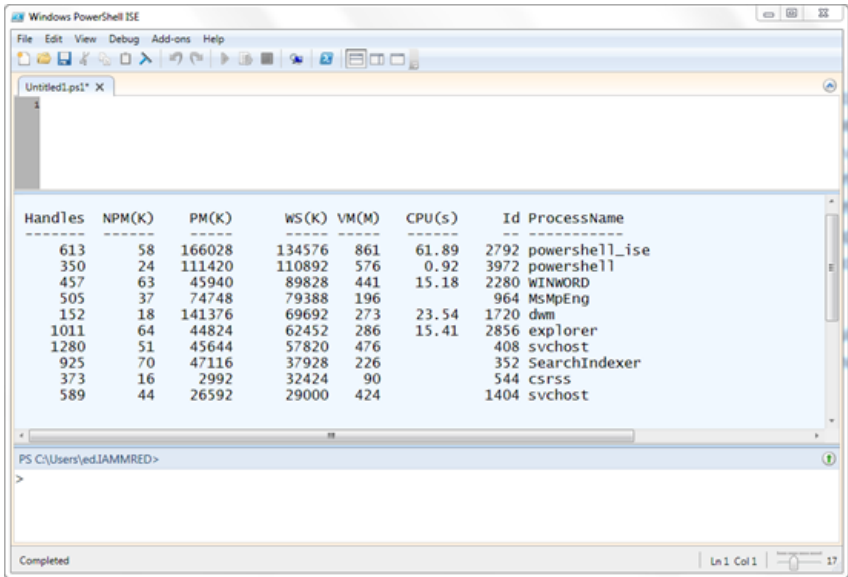 Windows PowerShell ISE
File Edit View Debug Add-ons Help
Untitled1.ps1* X
1
Handles NPM(K) PM(K) WS(K) VM(M) CPU(s) Id ProcessName
------- ------ ----- ----- ----- ------ -- -----------
613 58 166028 134576 861 61.89 2792 powershell_ise
350 24 111420 110892 576 0.92 3972 powershell
457 63 45940 89828 441 15.18 2280 WINWORD
505 37 74748 79388 196 964 MsMpEng
152 18 141376 69692 273 23.54 1720 dwm
1011 64 44824 62452 286 15.41 2856 explorer
1280 51 45644 57820 476 408 svchost
925 70 47116 37928 226 352 SearchIndexer
373 16 2992 32424 90 544 csrss
589 44 26592 29000 424 1404 svchost
PS C:\Users\ed.IAMMRED>
>
Completed Ln 1 Col 1 17